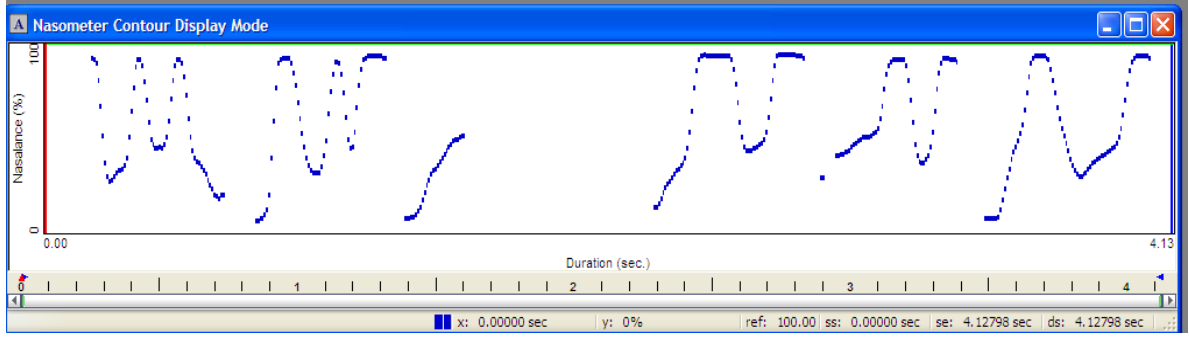 A Nasometer Contour Display Mode
100
Nasalance (%)
0
0.00 4.13
Duration (sec.)
0 1 2 3 4
x: 0.00000 sec y: 0% ref: 100.00 ss: 0.00000 sec se: 4.12798 sec ds: 4.12798 sec